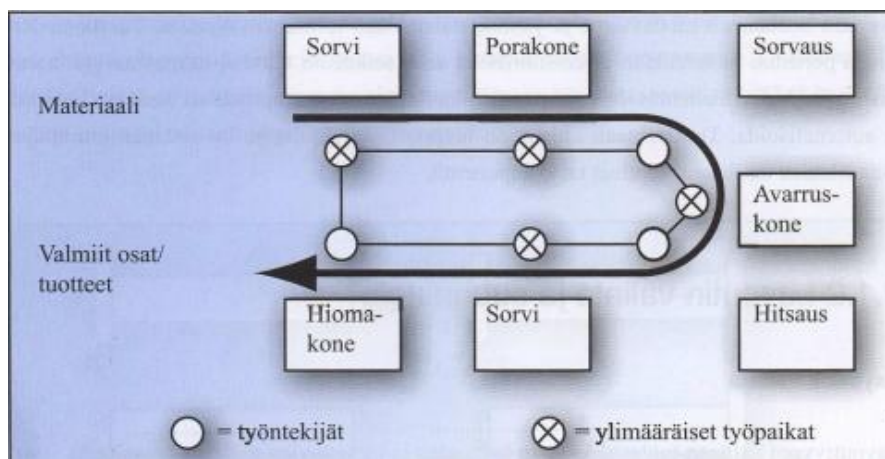 Sorvi
Porakone
Sorvaus
Materiaali
Avarrus-
kone
Valmiit osat/
tuotteet
Hioma-
kone
Sorvi
Hitsaus
= työntekijät
= ylimääräiset työpaikat